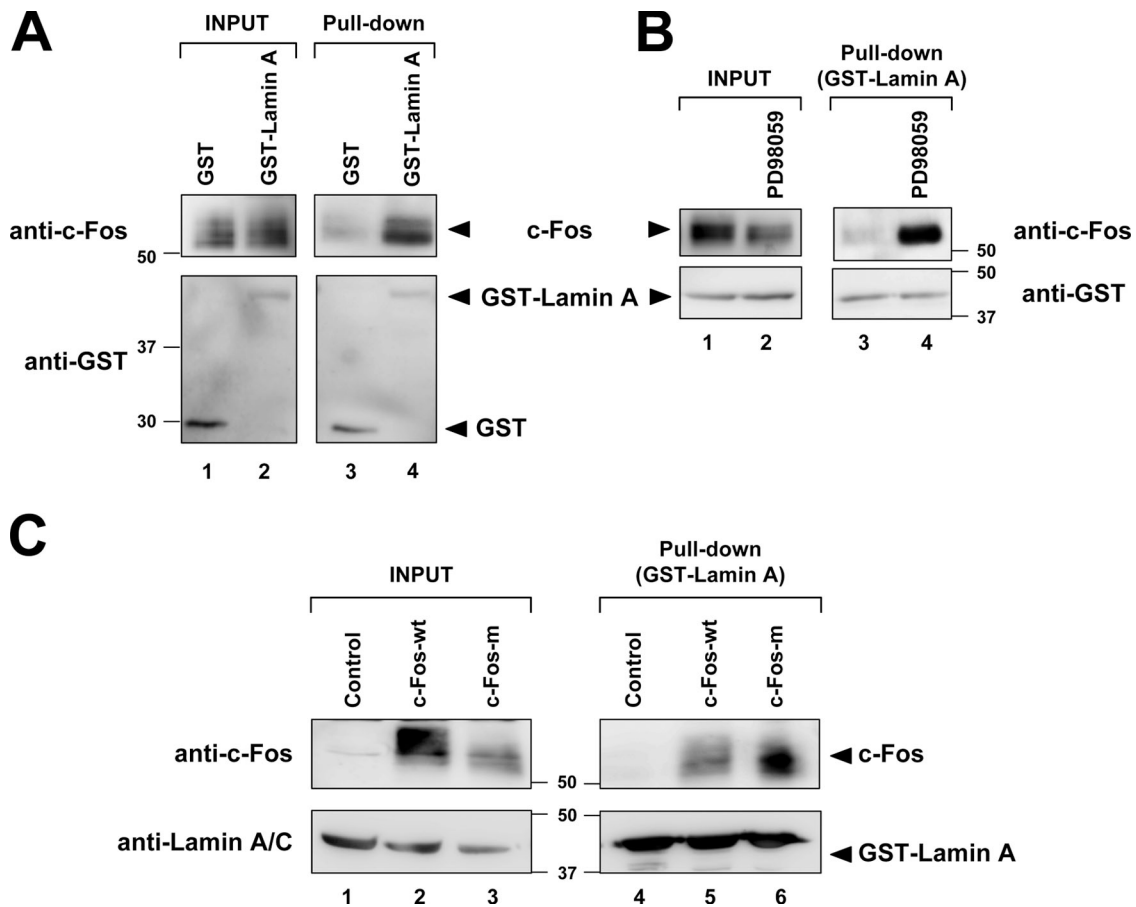 A
INPUT
Pull-down
GST
GST-Lamin A
GST
GST-Lamin A
anti-c-Fos
c-Fos
50
GST-Lamin A
anti-GST
37
30
GST
1 2 3 4
B
INPUT
Pull-down
(GST-Lamin A)
PD98059
PD98059
anti-c-Fos
50
50
anti-GST
37
1 2 3 4
C
INPUT
Pull-down
(GST-Lamin A)
Control
c-Fos-wt
c-Fos-m
Control
c-Fos-wt
c-Fos-m
anti-c-Fos
c-Fos
50
50
anti-Lamin A/C
GST-Lamin A
37
1 2 3 4 5 6